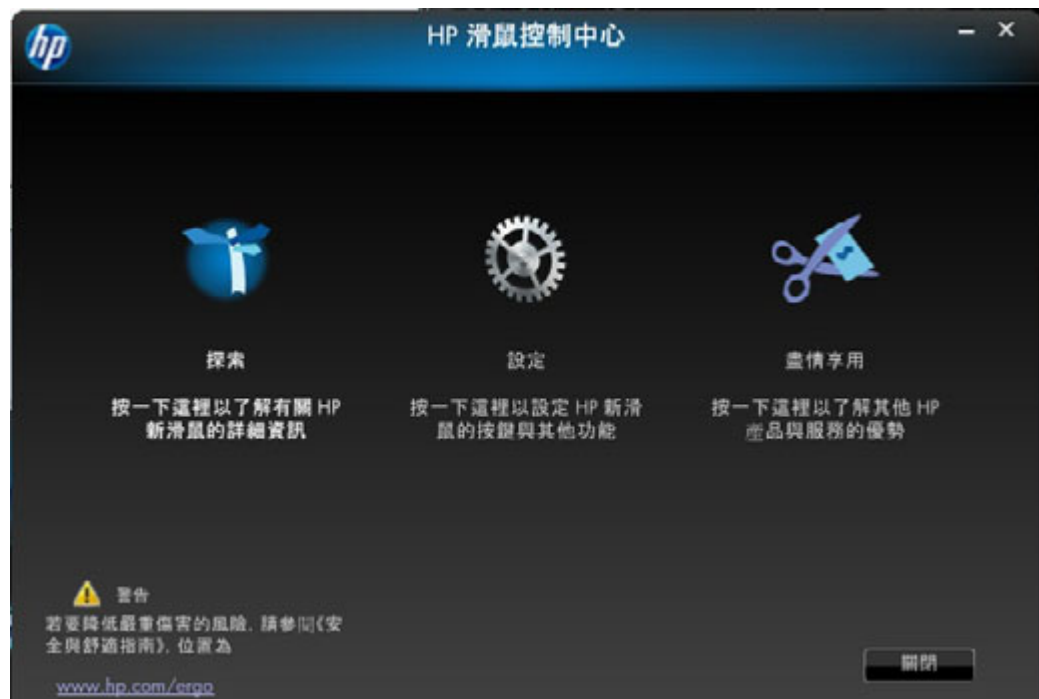 hp
HP 滑鼠控制中心
探索
按一下這裡以了解有關 HP
新滑鼠的詳細資訊
設定
按一下這裡以設定 HP 新滑
鼠的按鍵與其他功能
盡情享用
按一下這裡以了解其他 HP
產品與服務的優勢
警告
若要降低嚴重傷害的風險, 請參閱《安
全與舒適指南》, 位置為
www.hp.com/ergo
關閉